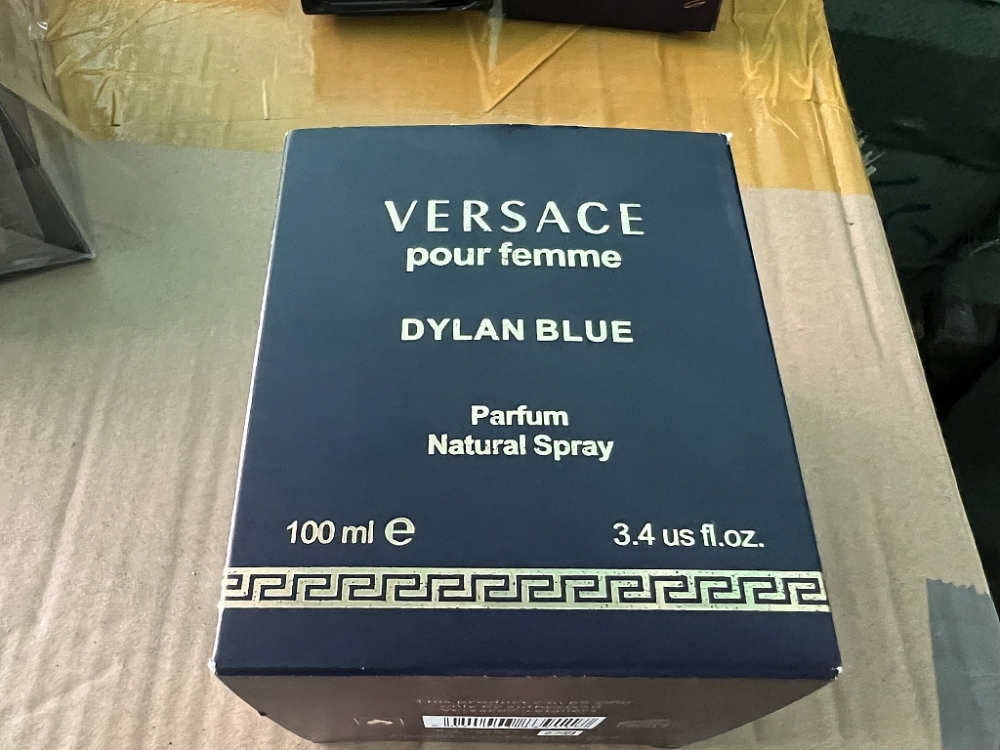 VERSACE
pour femme
DYLAN BLUE
Parfum
Natural Spray
100 ml e
3.4 us fl.oz.